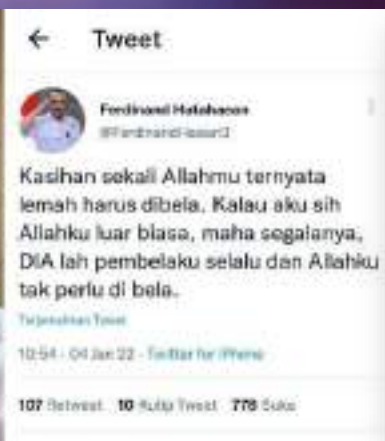 Tweet
Ferdinand Hutahaean
Kasihan sekali Allahmu ternyata
lemah harus dibela. Kalau aku sih
Allahku luar biasa, maha segalanya,
DIA lah pembelaku selalu dan Allahku
tak perlu di bela.
Terjemahkan Tweet
10:54 · 04 Jan 22 · Twitter for iPhone
107 Retweet 10 Kutip Tweet 778 Suka